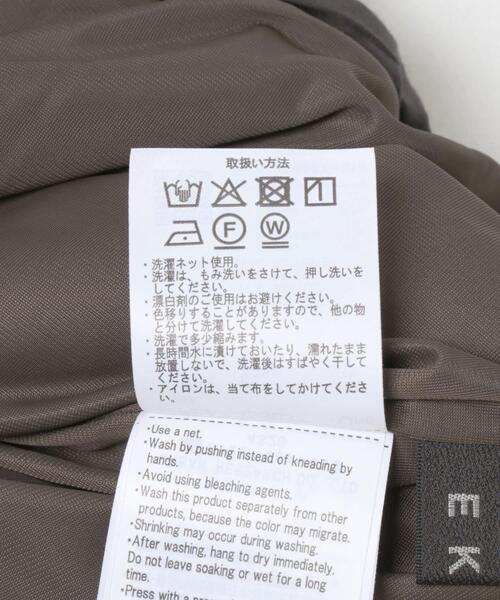 取扱い方法
F W
・洗濯ネット使用。
・洗濯は、もみ洗いをさけて、押し洗いを
してください。
・漂白剤のご使用はお避けください。
・色移りすることがありますので、他の物
と分けて洗濯してください。
・洗濯で多少縮みます。
・長時間水に漬けておいたり、濡れたまま
放置しないで、洗濯後はすばやく干して
ください。
・アイロンは、当て布をしてかけてくださ
い。
・Use a net.
・Wash by pushing instead of kneading by
hands.
・Avoid using bleaching agents.
・Wash this product separately from other
products, because the color may migrate.
・Shrinking may occur during washing.
・After washing, hang to dry immediately.
Do not leave soaking or wet for a long
time.
・Press with a
E K